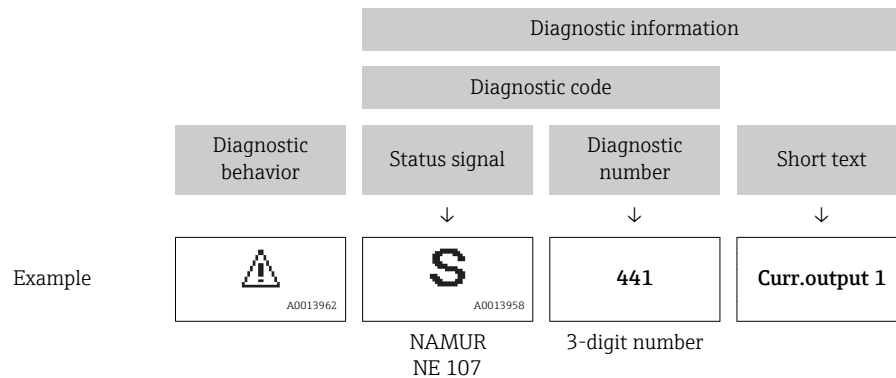 Diagnostic information
Diagnostic code
Diagnostic
behavior
Status signal
Diagnostic
number
Short text
↓ ↓ ↓
Example
A0013962
S
A0013958
441
Curr.output 1
NAMUR
NE 107
3-digit number